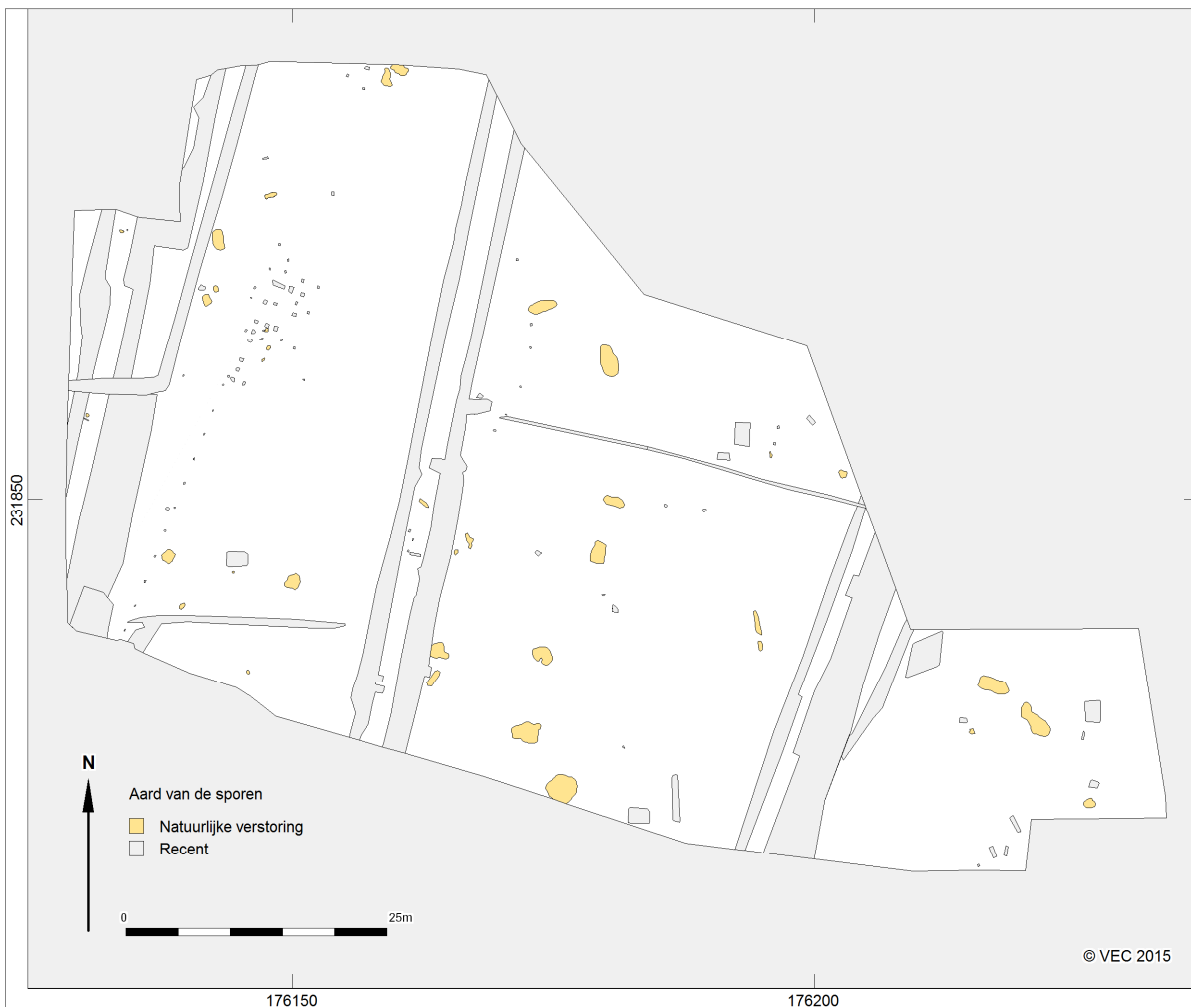 231850
N
Aard van de sporen
Natuurlijke verstoring
Recent
0 25m
© VEC 2015
176150 176200